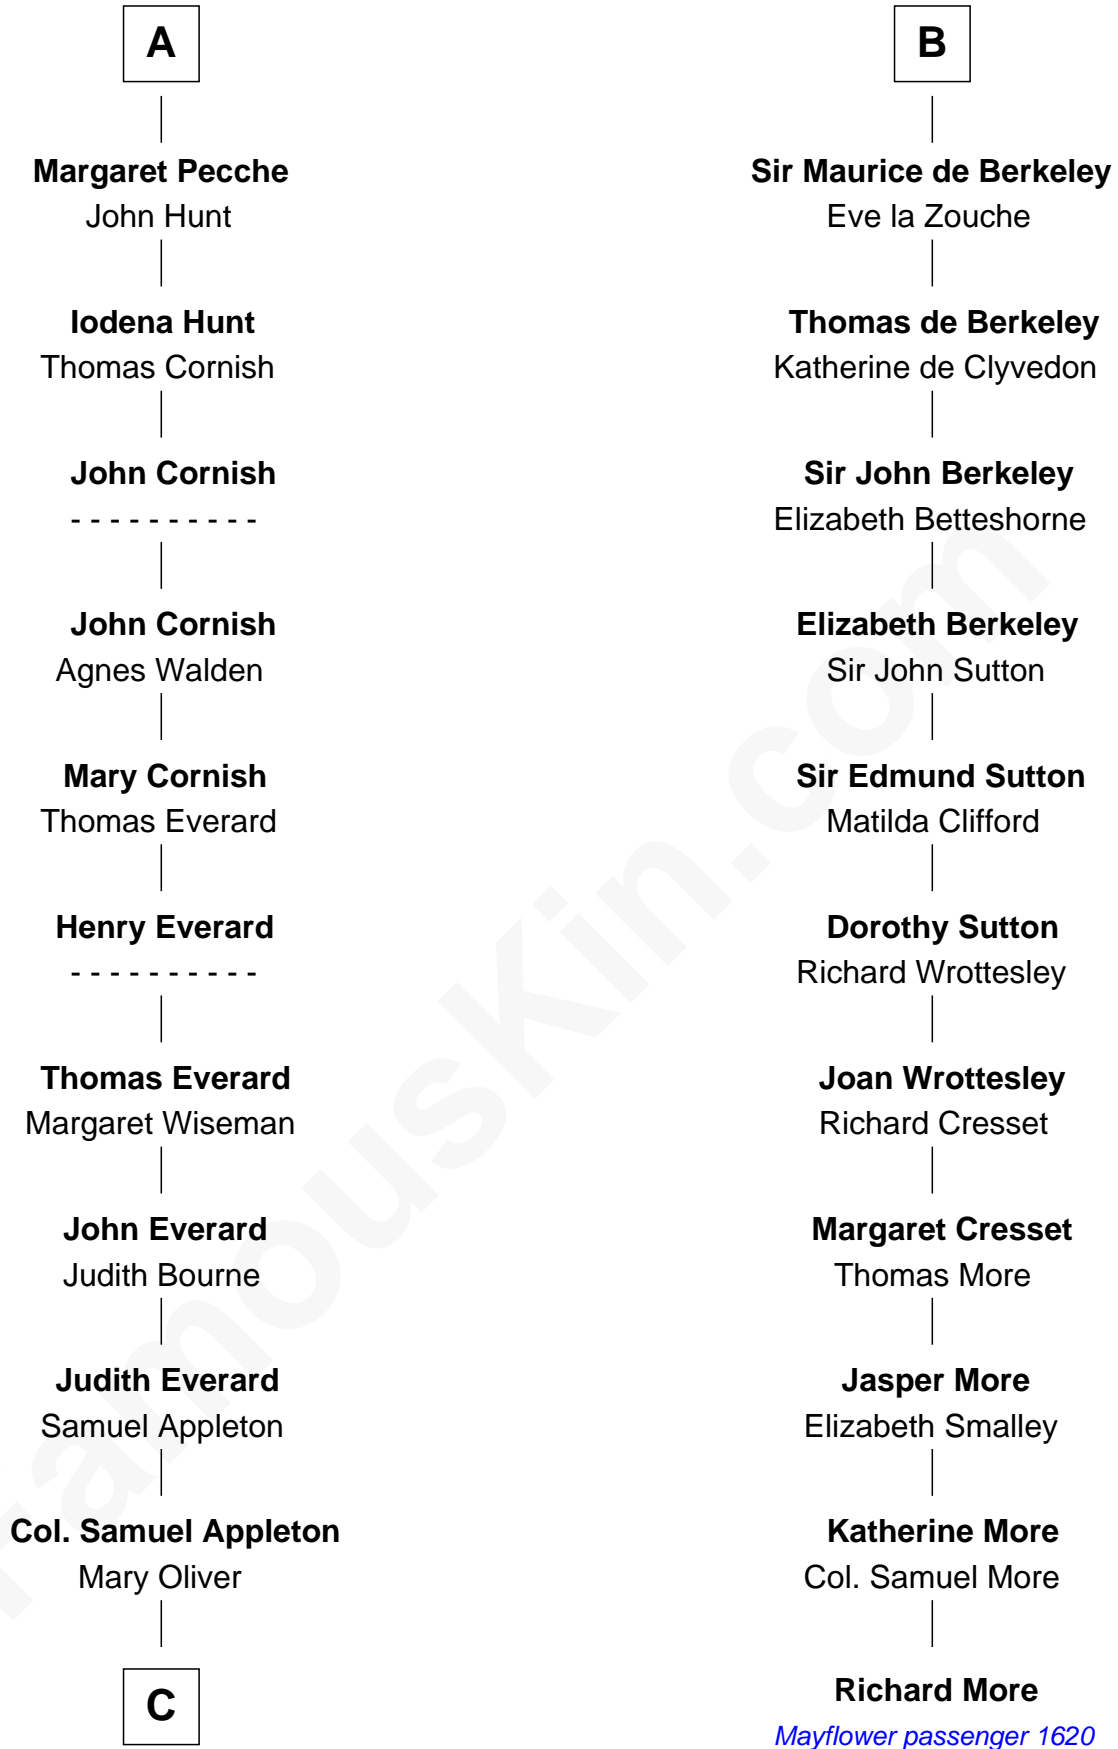 A
Margaret Pecche
John Hunt
Iodena Hunt
Thomas Cornish
John Cornish
- - - - - - - - - -
John Cornish
Agnes Walden
Mary Cornish
Thomas Everard
Henry Everard
- - - - - - - - - -
Thomas Everard
Margaret Wiseman
John Everard
Judith Bourne
Judith Everard
Samuel Appleton
Col. Samuel Appleton
Mary Oliver
C
B
Sir Maurice de Berkeley
Eve la Zouche
Thomas de Berkeley
Katherine de Clyvedon
Sir John Berkeley
Elizabeth Betteshorne
Elizabeth Berkeley
Sir John Sutton
Sir Edmund Sutton
Matilda Clifford
Dorothy Sutton
Richard Wrottesley
Joan Wrottesley
Richard Cresset
Margaret Cresset
Thomas More
Jasper More
Elizabeth Smalley
Katherine More
Col. Samuel More
Richard More
Mayflower passenger 1620
FamousKin.com